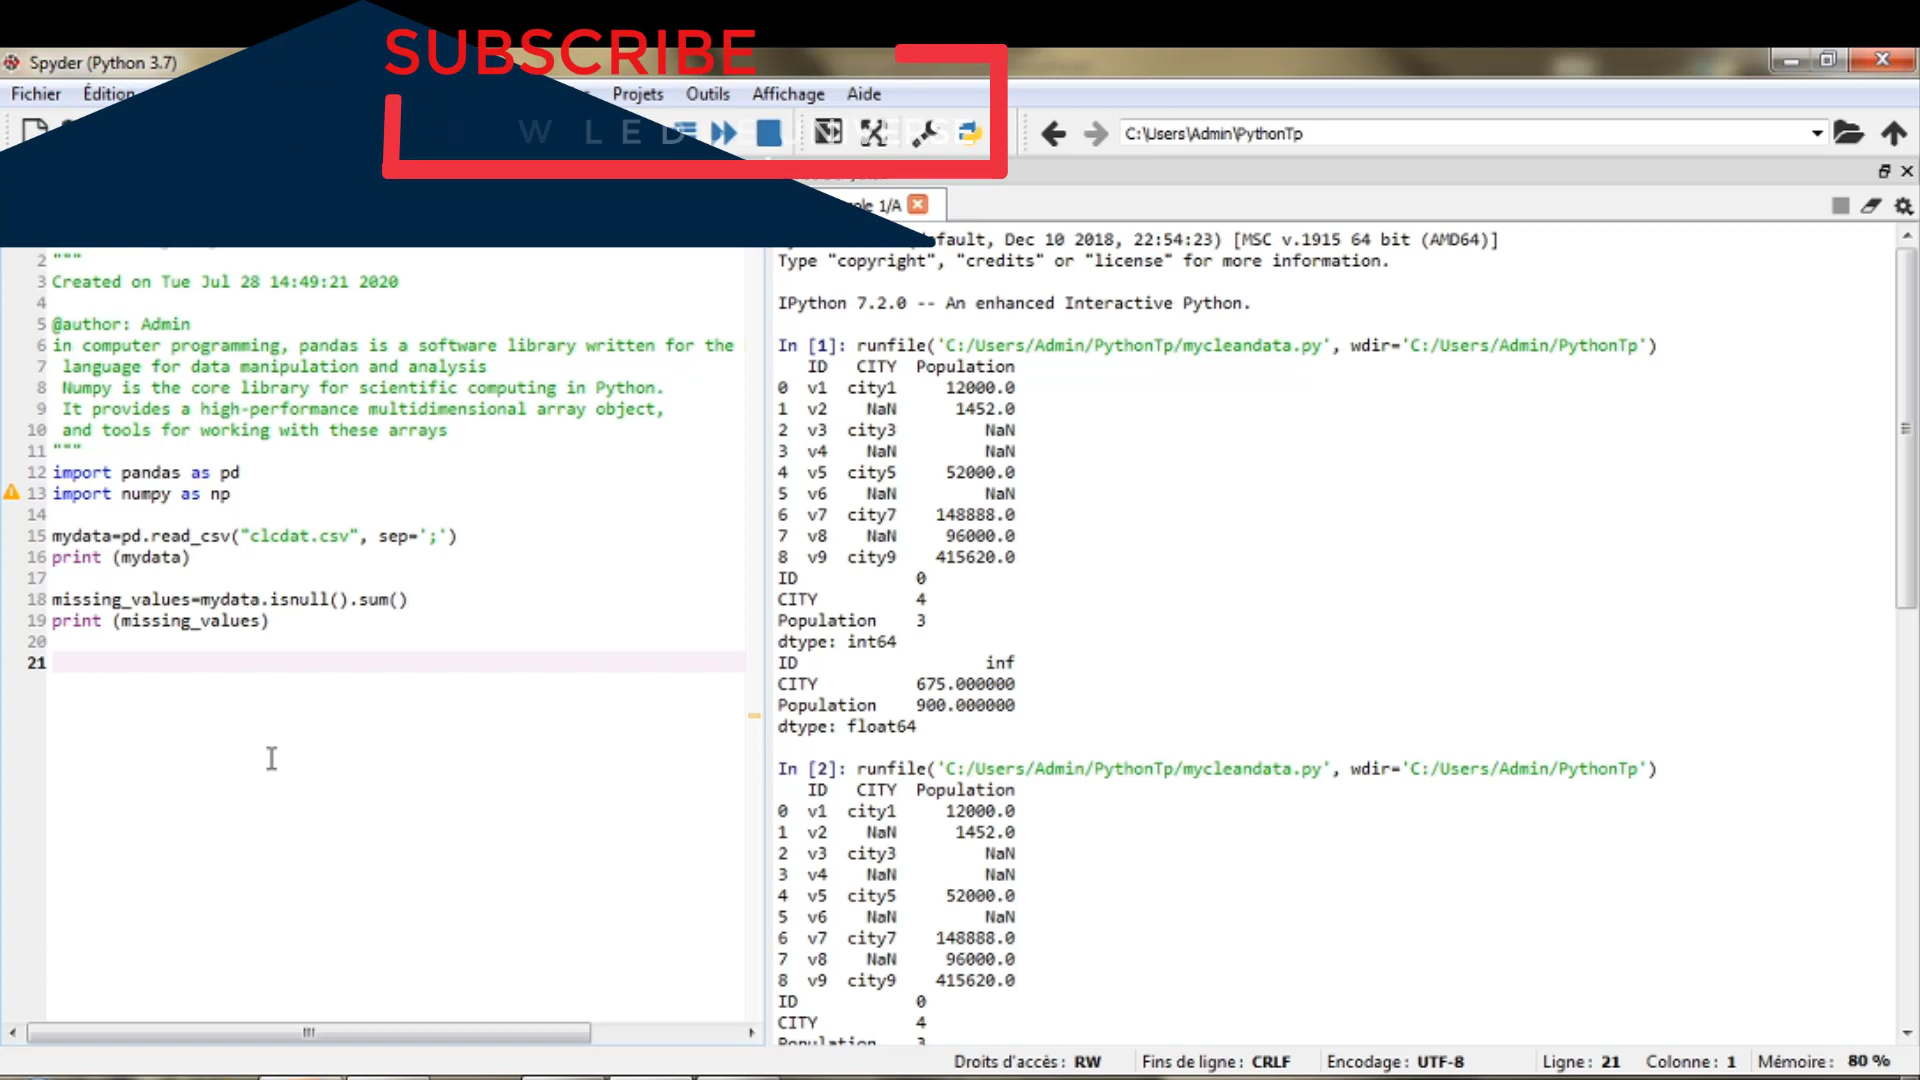 SUBSCRIBE
Spyder (Python 3.7)
Fichier Édition Projets Outils Affichage Aide
W L E D UNIVERSE
C:\Users\Admin\PythonTp
1/A
2 """
3 Created on Tue Jul 28 14:49:21 2020
4
5 @author: Admin
6 in computer programming, pandas is a software library written for the
7 language for data manipulation and analysis
8 Numpy is the core library for scientific computing in Python.
9 It provides a high-performance multidimensional array object,
10 and tools for working with these arrays
11 """
12 import pandas as pd
13 import numpy as np
14
15 mydata=pd.read_csv("clcdat.csv", sep=';')
16 print (mydata)
17
18 missing_values=mydata.isnull().sum()
19 print (missing_values)
20
21
Dec 10 2018, 22:54:23) [MSC v.1915 64 bit (AMD64)]
Type "copyright", "credits" or "license" for more information.
IPython 7.2.0 -- An enhanced Interactive Python.
In [1]: runfile('C:/Users/Admin/PythonTp/mycleandata.py', wdir='C:/Users/Admin/PythonTp')
ID CITY Population
0 v1 city1 12000.0
1 v2 NaN 1452.0
2 v3 city3 NaN
3 v4 NaN NaN
4 v5 city5 52000.0
5 v6 NaN NaN
6 v7 city7 148888.0
7 v8 NaN 96000.0
8 v9 city9 415620.0
ID 0
CITY 4
Population 3
dtype: int64
ID inf
CITY 675.000000
Population 900.000000
dtype: float64
In [2]: runfile('C:/Users/Admin/PythonTp/mycleandata.py', wdir='C:/Users/Admin/PythonTp')
ID CITY Population
0 v1 city1 12000.0
1 v2 NaN 1452.0
2 v3 city3 NaN
3 v4 NaN NaN
4 v5 city5 52000.0
5 v6 NaN NaN
6 v7 city7 148888.0
7 v8 NaN 96000.0
8 v9 city9 415620.0
ID 0
CITY 4
Population 3
Droits d'accès : RW Fins de ligne : CRLF Encodage : UTF-8 Ligne : 21 Colonne : 1 Mémoire : 80 %